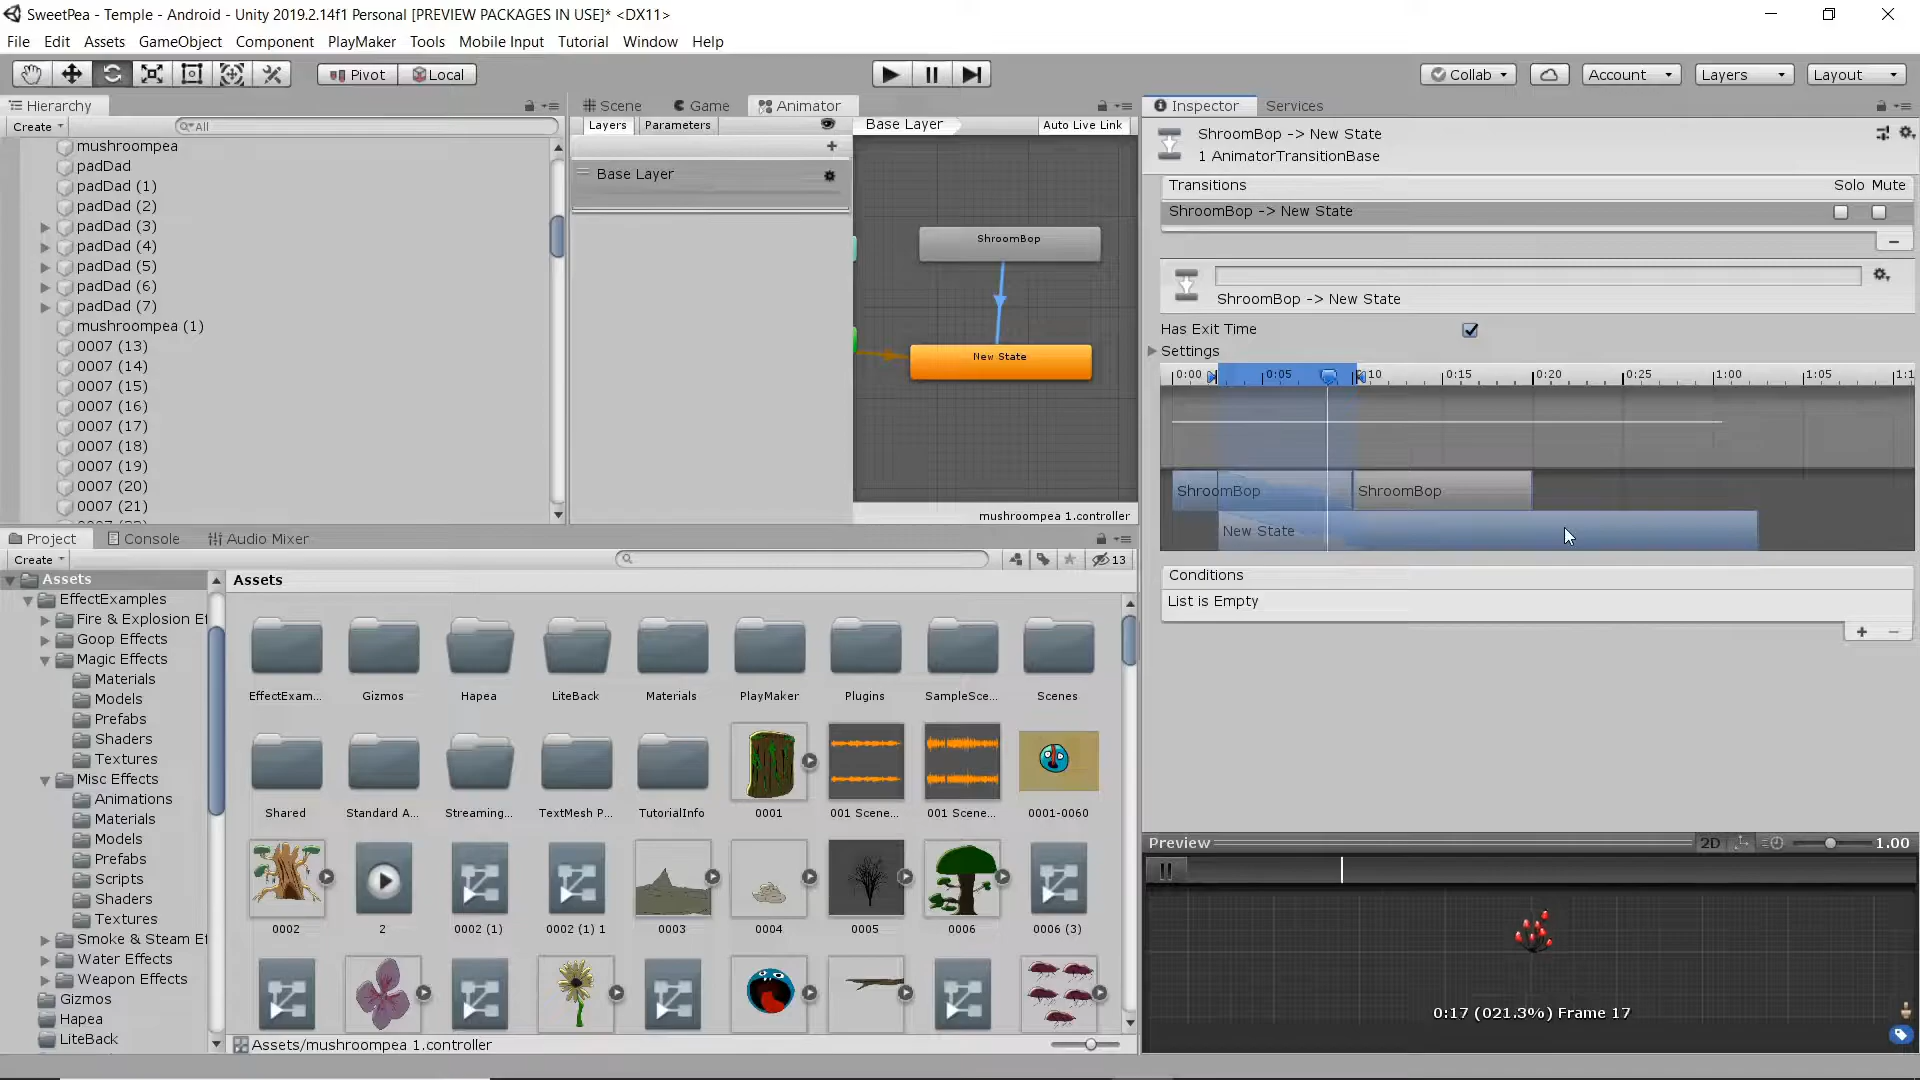 SweetPea - Temple - Android - Unity 2019.2.14f1 Personal [PREVIEW PACKAGES IN USE]* <DX11>
File Edit Assets GameObject Component PlayMaker Tools Mobile Input Tutorial Window Help
Pivot Local Collab Account Layers Layout
Hierarchy
Create All
mushroompea
padDad
padDad (1)
padDad (2)
padDad (3)
padDad (4)
padDad (5)
padDad (6)
padDad (7)
mushroompea (1)
0007 (13)
0007 (14)
0007 (15)
0007 (16)
0007 (17)
0007 (18)
0007 (19)
0007 (20)
0007 (21)
Scene Game Animator
Layers Parameters Base Layer Auto Live Link
Base Layer
ShroomBop
New State
mushroompea 1.controller
Inspector Services
ShroomBop -> New State
1 AnimatorTransitionBase
Transitions Solo Mute
ShroomBop -> New State
ShroomBop -> New State
Has Exit Time
Settings
0:00 0:05 0:10 0:15 0:20 0:25 1:00 1:05 1:1
ShroomBop ShroomBop
New State
Conditions
List is Empty
Preview 2D 1.00
0:17 (021.3%) Frame 17
Project Console Audio Mixer
Create 13
Assets
EffectExamples
Fire & Explosion Ef
Goop Effects
Magic Effects
Materials
Models
Prefabs
Shaders
Textures
Misc Effects
Animations
Materials
Models
Prefabs
Scripts
Shaders
Textures
Smoke & Steam Ef
Water Effects
Weapon Effects
Gizmos
Hapea
LiteBack
Assets
EffectExam... Gizmos Hapea LiteBack Materials PlayMaker Plugins SampleSce... Scenes
Shared Standard A... Streaming... TextMesh P... TutorialInfo 0001 001 Scene... 001 Scene... 0001-0060
0002 2 0002 (1) 0002 (1) 1 0003 0004 0005 0006 0006 (3)
Assets/mushroompea 1.controller